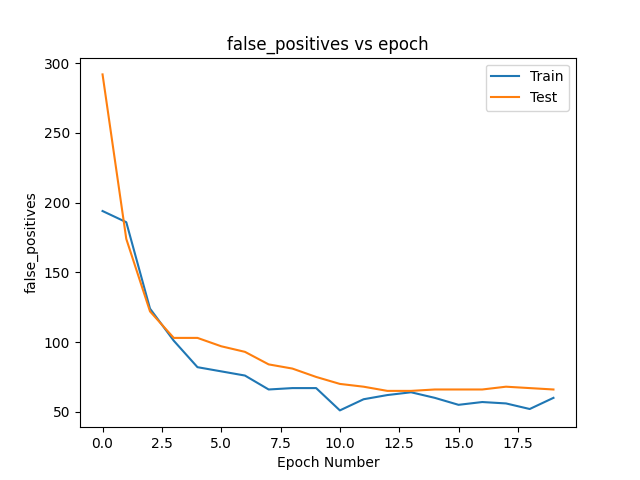 false_positives vs epoch
300
250
200
150
100
50
false_positives
Train
Test
0.0 2.5 5.0 7.5 10.0 12.5 15.0 17.5
Epoch Number